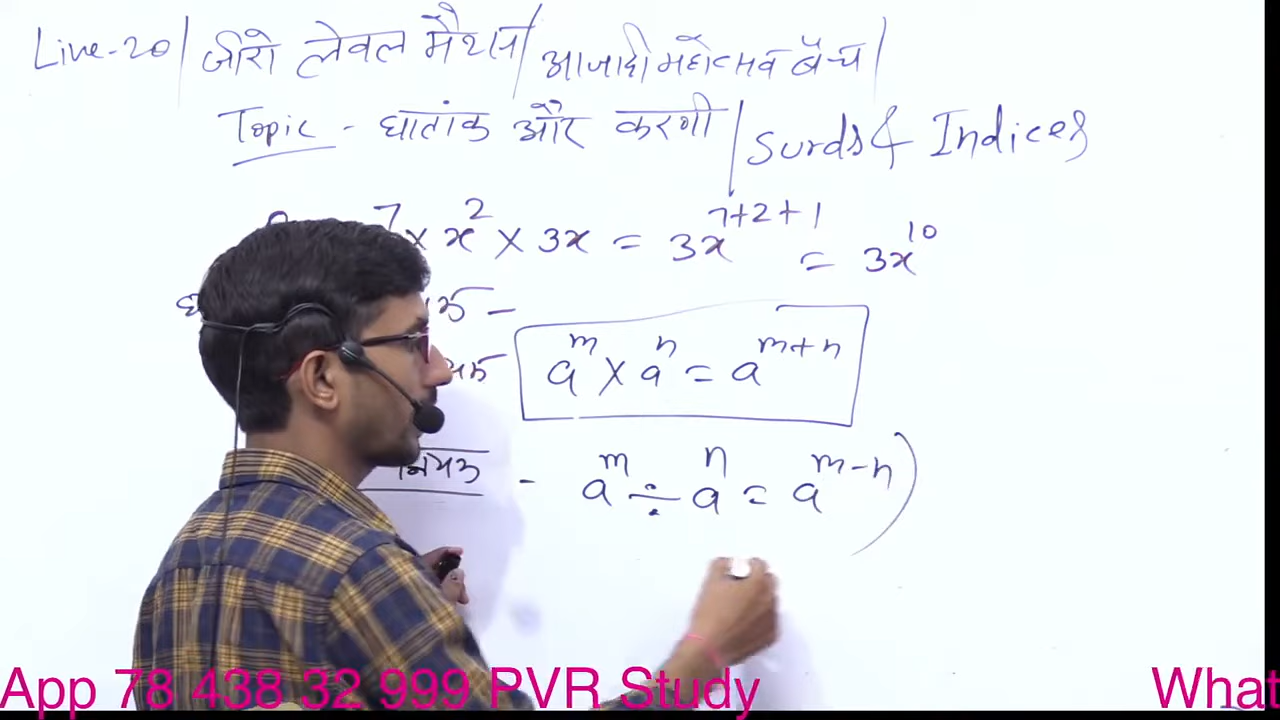 Live-20 | जीरो लेवल मैथ्स / आजादी महोत्सव बैच |
Topic - घातांक और करणी / Surds & Indices
7 × x² × 3x = 3x⁷⁺²⁺¹ = 3x¹⁰
aᵐ × aⁿ = aᵐ⁺ⁿ
नियम - aᵐ ÷ aⁿ = aᵐ⁻ⁿ
App 78 438 32 999 PVR Study What